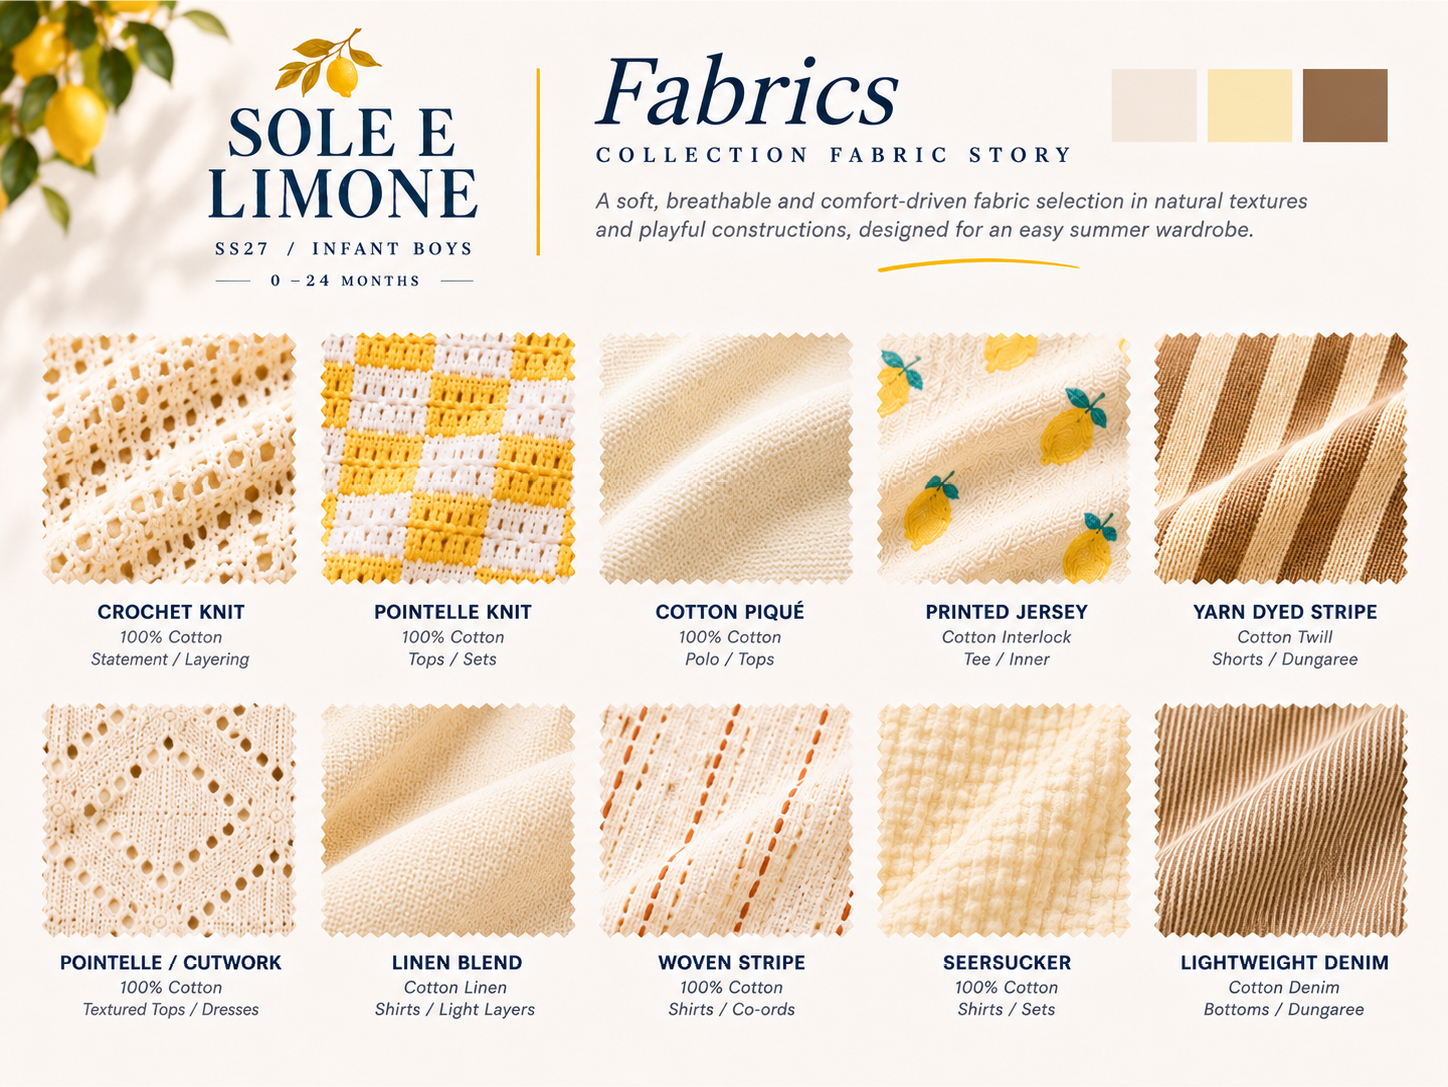 SOLE E
LIMONE
SS27 / INFANT BOYS
0 – 24 MONTHS
Fabrics
COLLECTION FABRIC STORY
A soft, breathable and comfort-driven fabric selection in natural textures
and playful constructions, designed for an easy summer wardrobe.
CROCHET KNIT
100% Cotton
Statement / Layering
POINTELLE KNIT
100% Cotton
Tops / Sets
COTTON PIQUÉ
100% Cotton
Polo / Tops
PRINTED JERSEY
Cotton Interlock
Tee / Inner
YARN DYED STRIPE
Cotton Twill
Shorts / Dungaree
POINTELLE / CUTWORK
100% Cotton
Textured Tops / Dresses
LINEN BLEND
Cotton Linen
Shirts / Light Layers
WOVEN STRIPE
100% Cotton
Shirts / Co-ords
SEERSUCKER
100% Cotton
Shirts / Sets
LIGHTWEIGHT DENIM
Cotton Denim
Bottoms / Dungaree